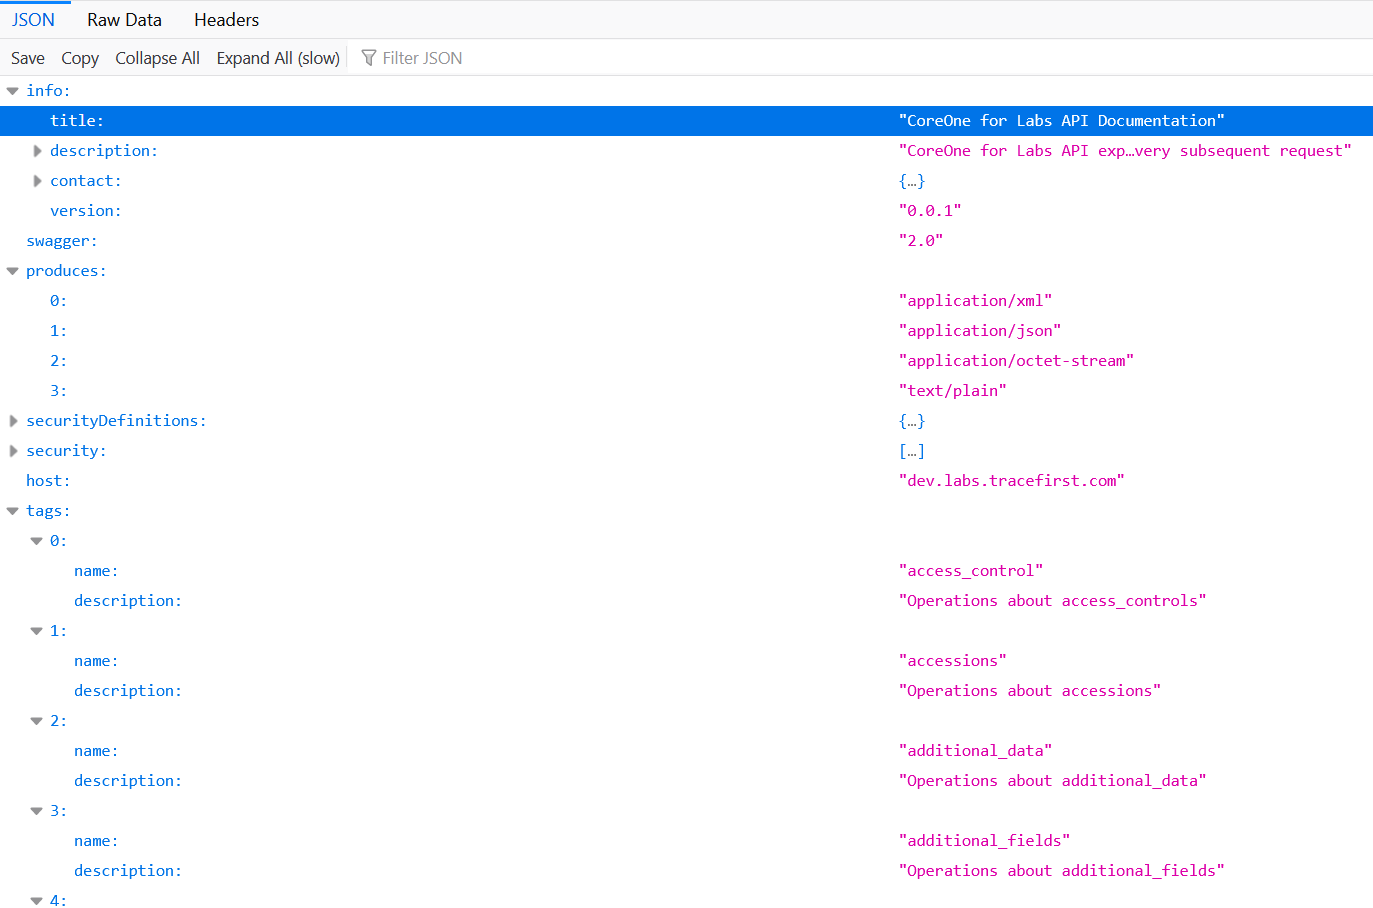 JSON Raw Data Headers
Save Copy Collapse All Expand All (slow) Filter JSON
info:
title: "CoreOne for Labs API Documentation"
description: "CoreOne for Labs API exp…very subsequent request"
contact: {…}
version: "0.0.1"
swagger: "2.0"
produces:
0: "application/xml"
1: "application/json"
2: "application/octet-stream"
3: "text/plain"
securityDefinitions: {…}
security: […]
host: "dev.labs.tracefirst.com"
tags:
0:
name: "access_control"
description: "Operations about access_controls"
1:
name: "accessions"
description: "Operations about accessions"
2:
name: "additional_data"
description: "Operations about additional_data"
3:
name: "additional_fields"
description: "Operations about additional_fields"
4: